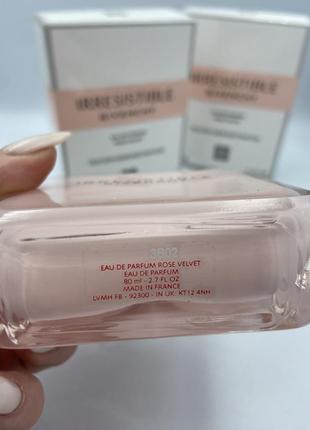 IRRESISTIBLE
GIVENCHY
IRRESISTIBLE
GIVENCHY
3B02
EAU DE PARFUM ROSE VELVET
EAU DE PARFUM
80 ml - 2.7 FL OZ
MADE IN FRANCE
LVMH FB - 92300 - IN UK: KT12 4NH